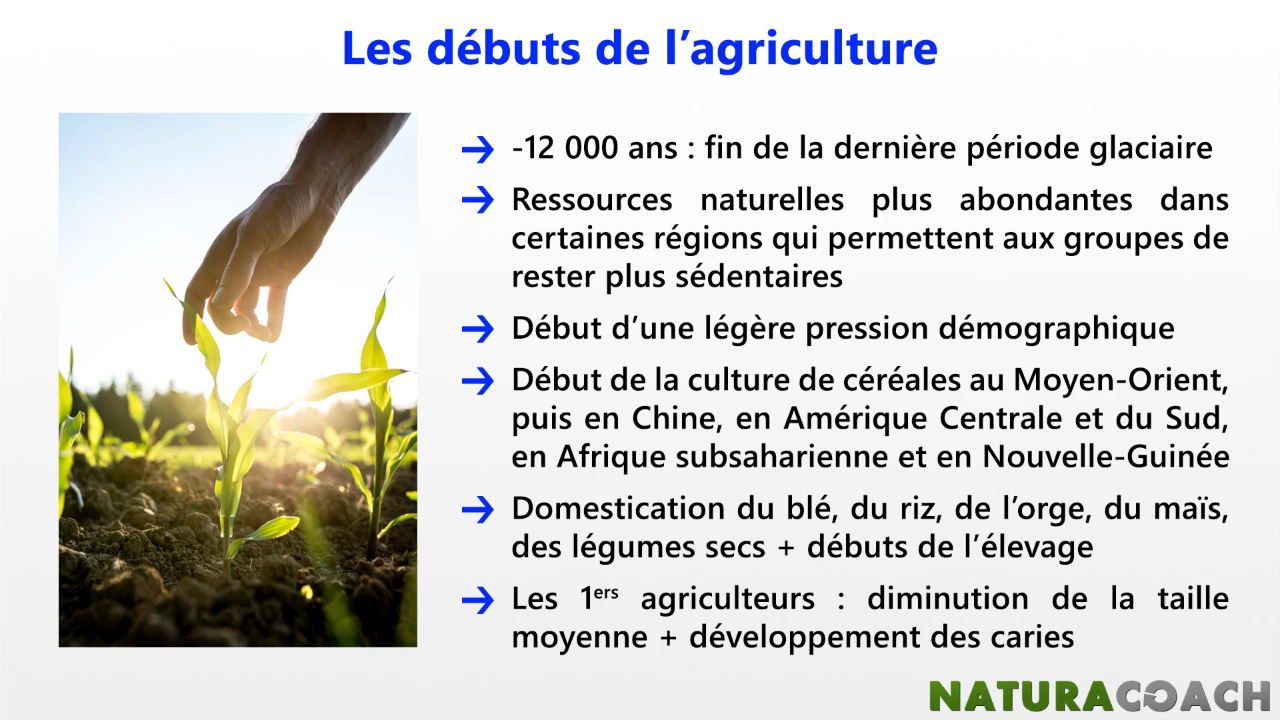 Les débuts de l’agriculture
-12 000 ans : fin de la dernière période glaciaire
Ressources naturelles plus abondantes dans
certaines régions qui permettent aux groupes de
rester plus sédentaires
Début d’une légère pression démographique
Début de la culture de céréales au Moyen-Orient,
puis en Chine, en Amérique Centrale et du Sud,
en Afrique subsaharienne et en Nouvelle-Guinée
Domestication du blé, du riz, de l’orge, du maïs,
des légumes secs + débuts de l’élevage
Les 1ers agriculteurs : diminution de la taille
moyenne + développement des caries
NATURACOACH